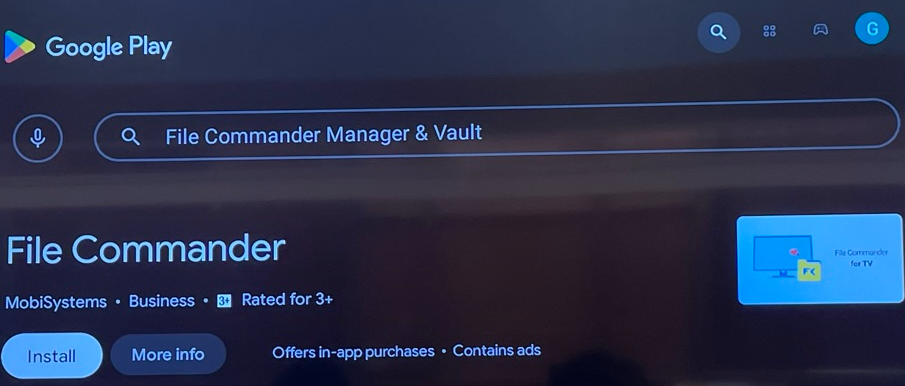 Google Play
G
File Commander Manager & Vault
File Commander
File Commander
for TV
FC
MobiSystems • Business • 3+ Rated for 3+
Install
More info
Offers in-app purchases • Contains ads